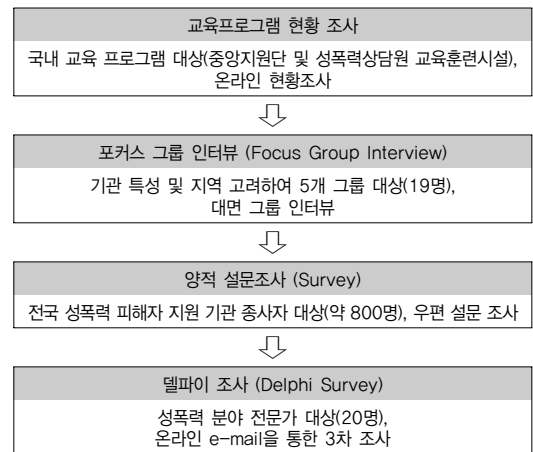 교육프로그램 현황 조사
국내 교육 프로그램 대상(중앙지원단 및 성폭력상담원 교육훈련시설),
온라인 현황조사
포커스 그룹 인터뷰 (Focus Group Interview)
기관 특성 및 지역 고려하여 5개 그룹 대상(19명),
대면 그룹 인터뷰
양적 설문조사 (Survey)
전국 성폭력 피해자 지원 기관 종사자 대상(약 800명), 우편 설문 조사
델파이 조사 (Delphi Survey)
성폭력 분야 전문가 대상(20명),
온라인 e-mail을 통한 3차 조사